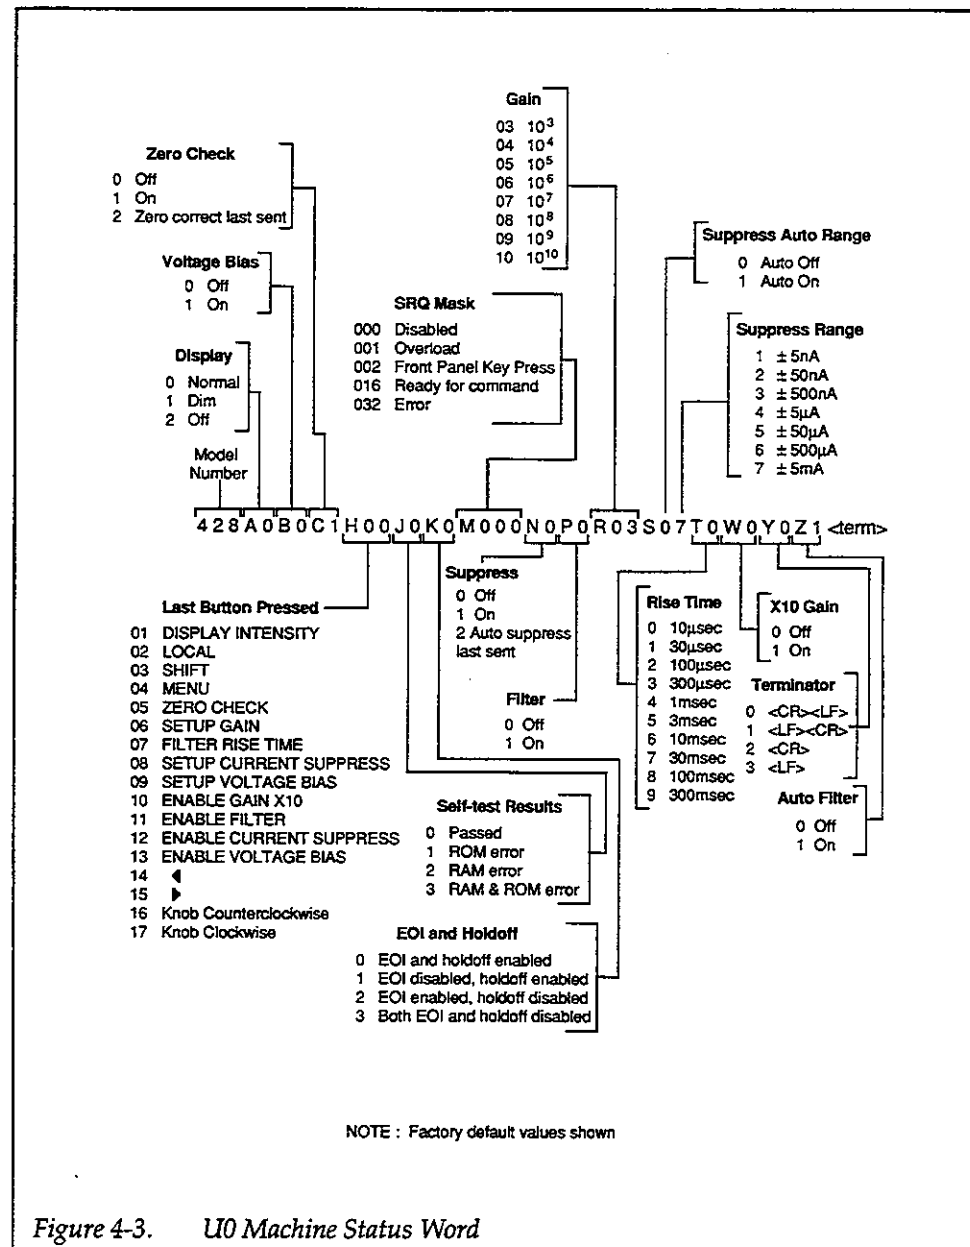 Gain
03 10³
04 10⁴
05 10⁵
06 10⁶
07 10⁷
08 10⁸
09 10⁹
10 10¹⁰
Zero Check
0 Off
1 On
2 Zero correct last sent
Voltage Bias
0 Off
1 On
Display
0 Normal
1 Dim
2 Off
Model
Number
SRQ Mask
000 Disabled
001 Overload
002 Front Panel Key Press
016 Ready for command
032 Error
Suppress Auto Range
0 Auto Off
1 Auto On
Suppress Range
1 ±5nA
2 ±50nA
3 ±500nA
4 ±5µA
5 ±50µA
6 ±500µA
7 ±5mA
428A0B0C1H00J0K0M000N0P0R03S07T0W0Y0Z1 <term>
Last Button Pressed
01 DISPLAY INTENSITY
02 LOCAL
03 SHIFT
04 MENU
05 ZERO CHECK
06 SETUP GAIN
07 FILTER RISE TIME
08 SETUP CURRENT SUPPRESS
09 SETUP VOLTAGE BIAS
10 ENABLE GAIN X10
11 ENABLE FILTER
12 ENABLE CURRENT SUPPRESS
13 ENABLE VOLTAGE BIAS
14 ◀
15 ▶
16 Knob Counterclockwise
17 Knob Clockwise
Suppress
0 Off
1 On
2 Auto suppress
last sent
Filter
0 Off
1 On
Self-test Results
0 Passed
1 ROM error
2 RAM error
3 RAM & ROM error
EOI and Holdoff
0 EOI and holdoff enabled
1 EOI disabled, holdoff enabled
2 EOI enabled, holdoff disabled
3 Both EOI and holdoff disabled
Rise Time
0 10µsec
1 30µsec
2 100µsec
3 300µsec
4 1msec
5 3msec
6 10msec
7 30msec
8 100msec
9 300msec
X10 Gain
0 Off
1 On
Terminator
0 <CR><LF>
1 <LF><CR>
2 <CR>
3 <LF>
Auto Filter
0 Off
1 On
NOTE : Factory default values shown
Figure 4-3. U0 Machine Status Word